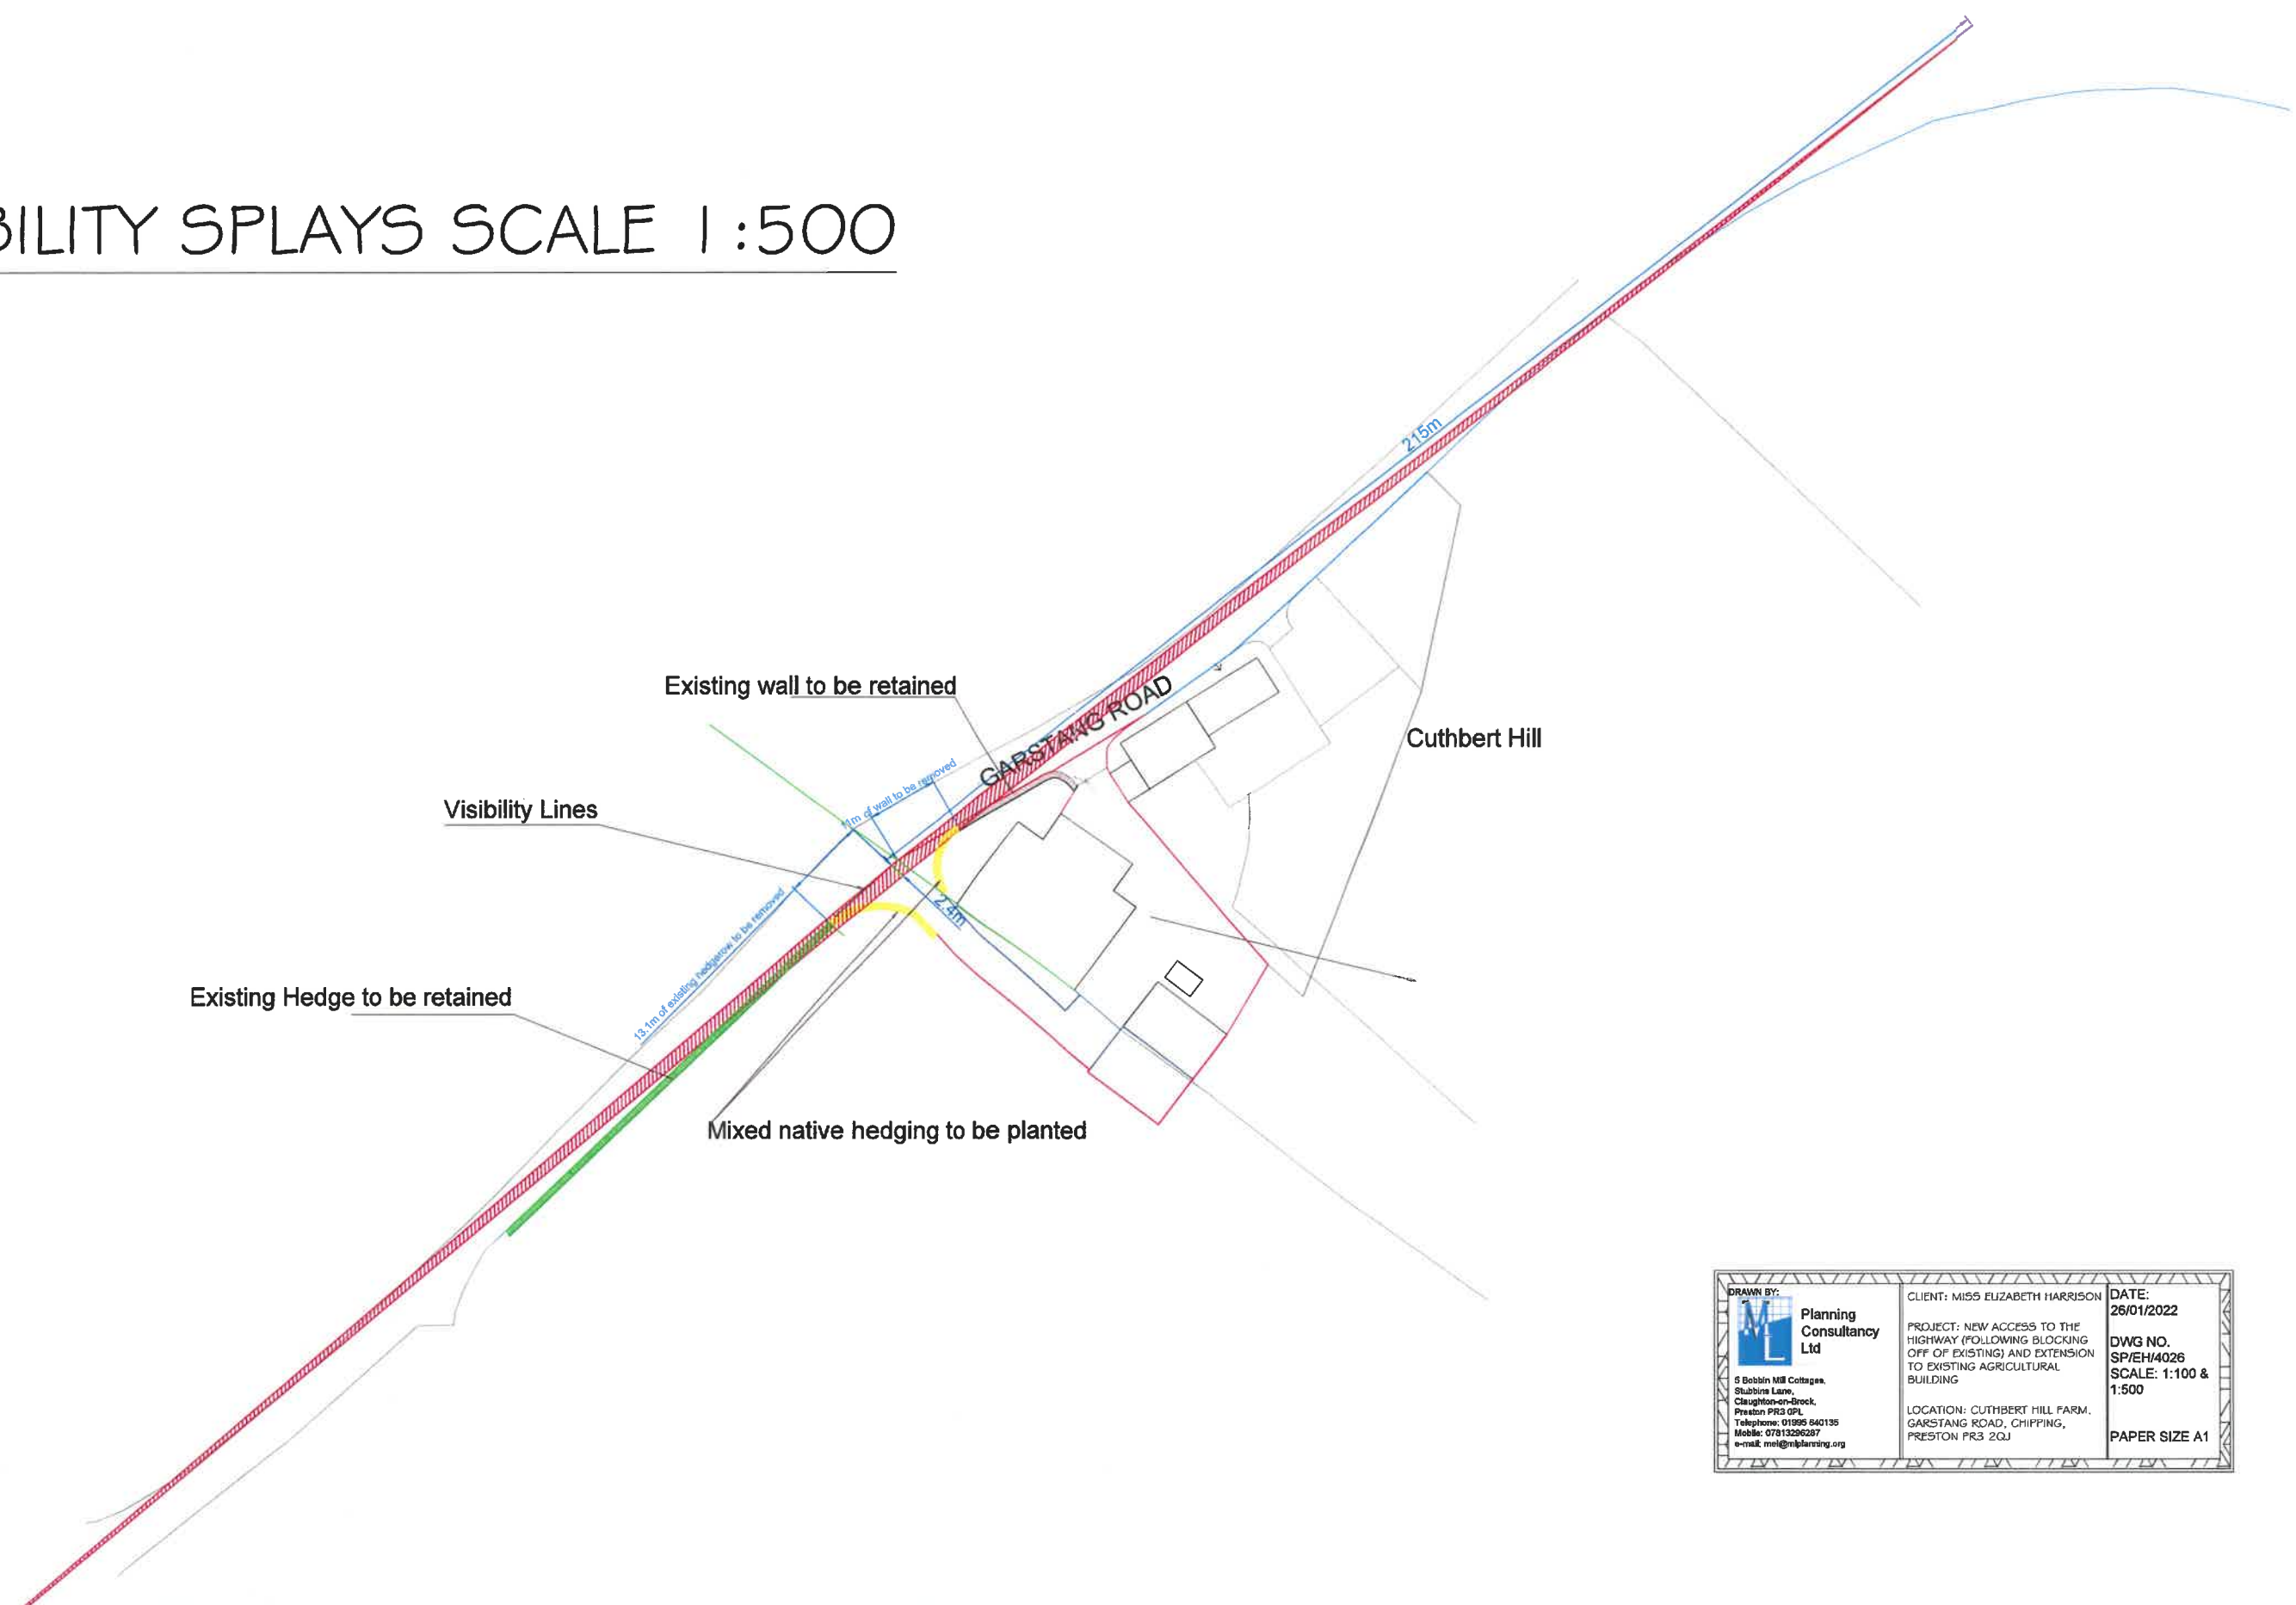 BILITY SPLAYS SCALE 1:500
215m
Existing wall to be retained
GARSTANG ROAD
Cuthbert Hill
11m of wall to be removed
Visibility Lines
2.4m
13.1m of existing hedgerow to be removed
Existing Hedge to be retained
Mixed native hedging to be planted
DRAWN BY:
ML
Planning
Consultancy
Ltd
5 Bobbin Mill Cottages,
Stubbins Lane,
Claughton-on-Brock,
Preston PR3 0PL
Telephone: 01995 640135
Mobile: 07813296287
e-mail: mel@mlplanning.org
CLIENT: MISS ELIZABETH HARRISON
PROJECT: NEW ACCESS TO THE
HIGHWAY (FOLLOWING BLOCKING
OFF OF EXISTING) AND EXTENSION
TO EXISTING AGRICULTURAL
BUILDING
LOCATION: CUTHBERT HILL FARM,
GARSTANG ROAD, CHIPPING,
PRESTON PR3 2QJ
DATE:
26/01/2022
DWG NO.
SP/EH/4026
SCALE: 1:100 &
1:500
PAPER SIZE A1